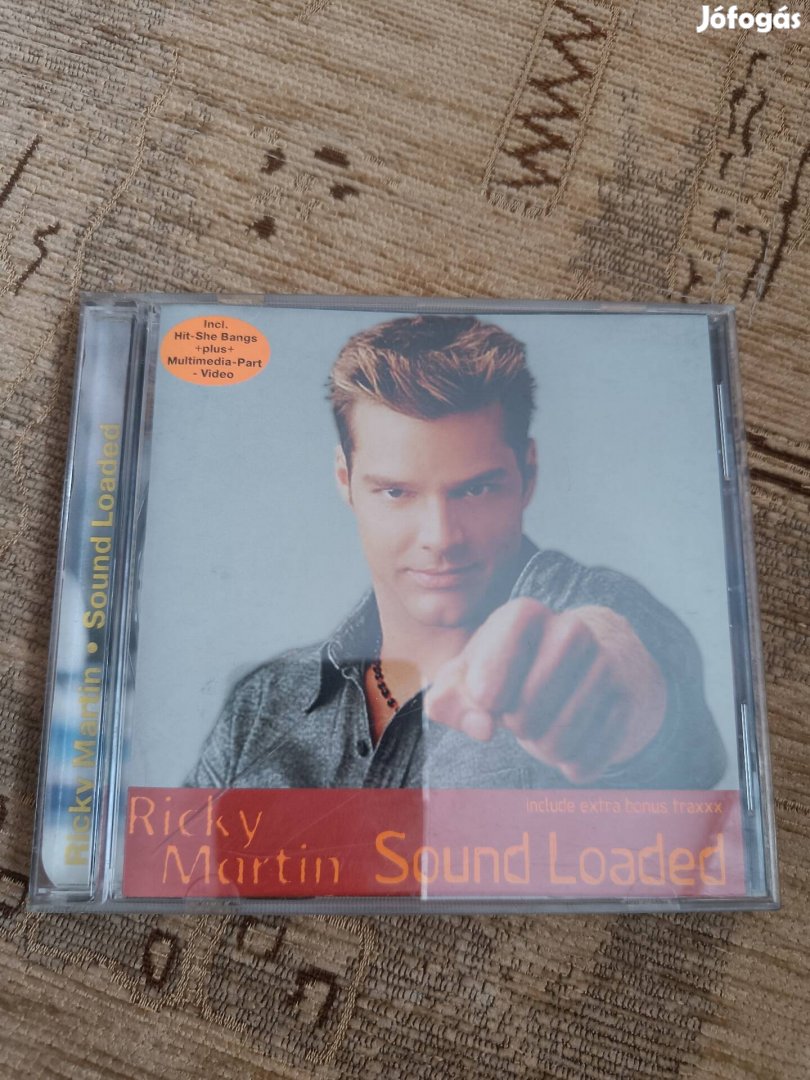 Jófogás
Incl.
Hit-She Bangs
+plus+
Multimedia-Part
- Video
Ricky Martin • Sound Loaded
include extra bonus traxxx
Ricky
Martin Sound Loaded